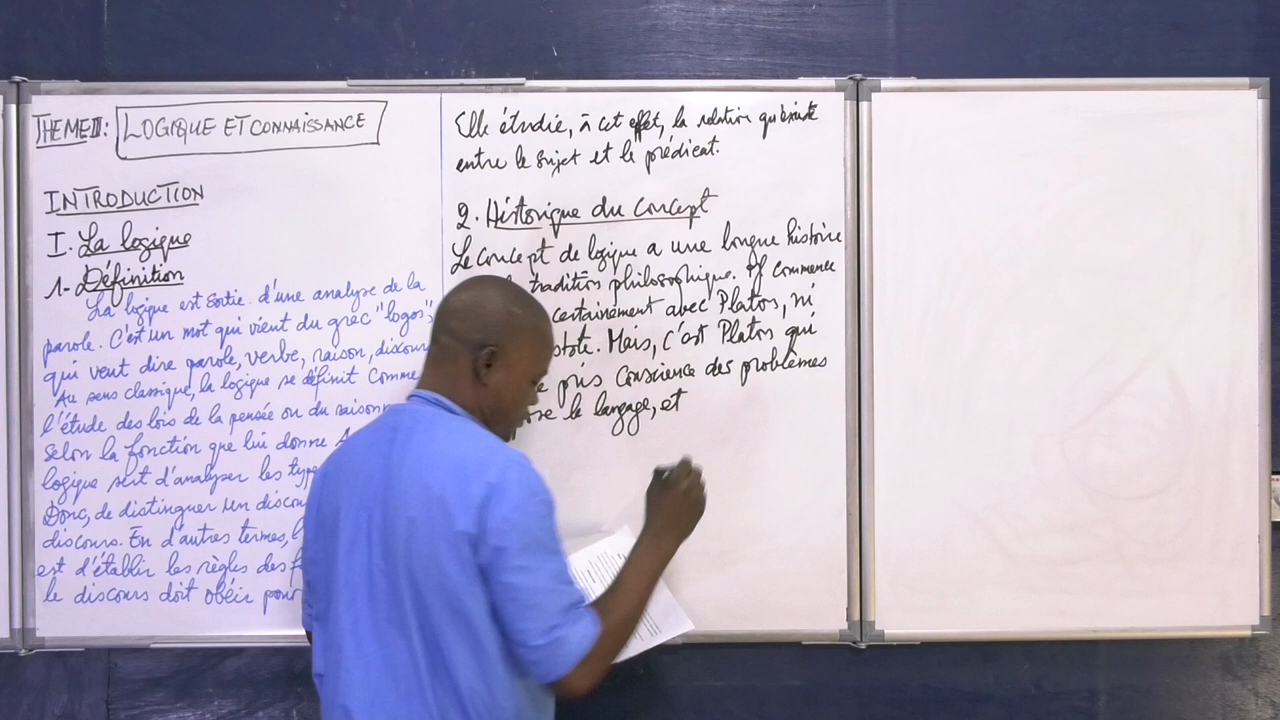 THEME II: LOGIQUE ET CONNAISSANCE
INTRODUCTION
I. La logique
1- Définition
La logique est sortie d'une analyse de la
parole. C'est un mot qui vient du grec "logos";
qui veut dire parole, verbe, raison, discours
Au sens classique, la logique se définit comme
l'étude des lois de la pensée ou du
selon la fonction que lui donne
logique sert d'analyser les
Donc, de distinguer un
discours. En d'autres termes,
est d'établir les règles des
le discours doit obéir pour
Elle étudie, à cet effet, la relation qu'existe
entre le sujet et le prédicat.
2. Historique du concept
Le concept de logique a une longue histoire
tradition philosophique. Il commence
certainement avec Platon, ni
Mais, c'est Platon qui
pris conscience des problèmes
le langage, et